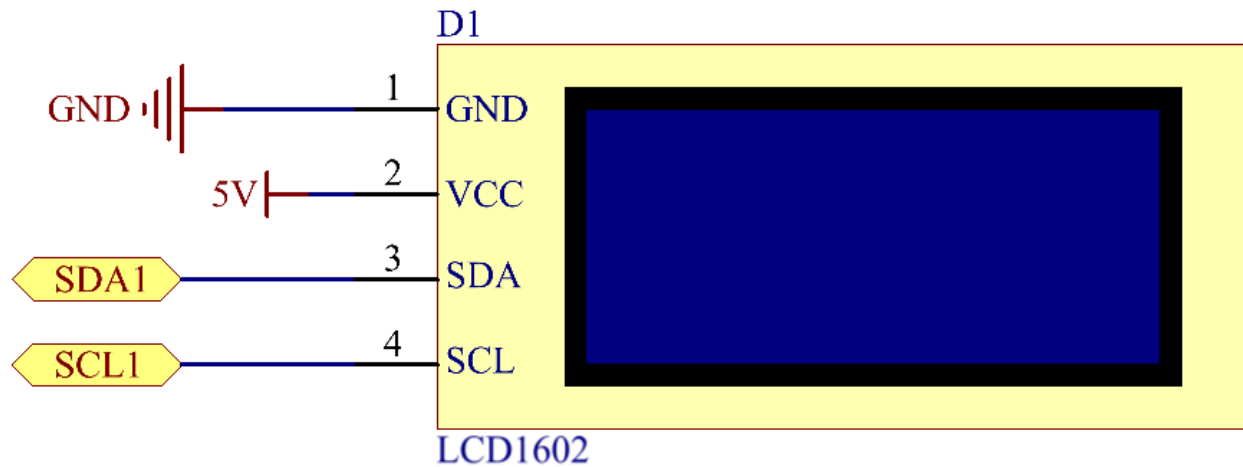 D1
GND 1 GND
5V 2 VCC
SDA1 3 SDA
SCL1 4 SCL
LCD1602